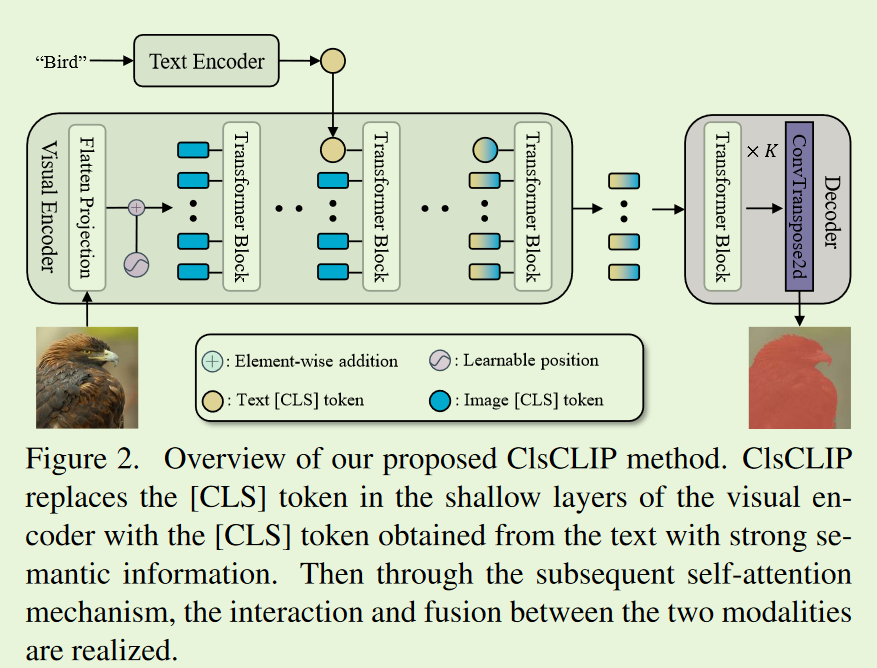 “Bird”
Text Encoder
Visual Encoder
Flatten Projection
Transformer Block
Transformer Block
Transformer Block
Transformer Block
× K
ConvTranspose2d
Decoder
+ : Element-wise addition
: Learnable position
: Text [CLS] token
: Image [CLS] token
Figure 2. Overview of our proposed ClsCLIP method. ClsCLIP
replaces the [CLS] token in the shallow layers of the visual en-
coder with the [CLS] token obtained from the text with strong se-
mantic information. Then through the subsequent self-attention
mechanism, the interaction and fusion between the two modalities
are realized.